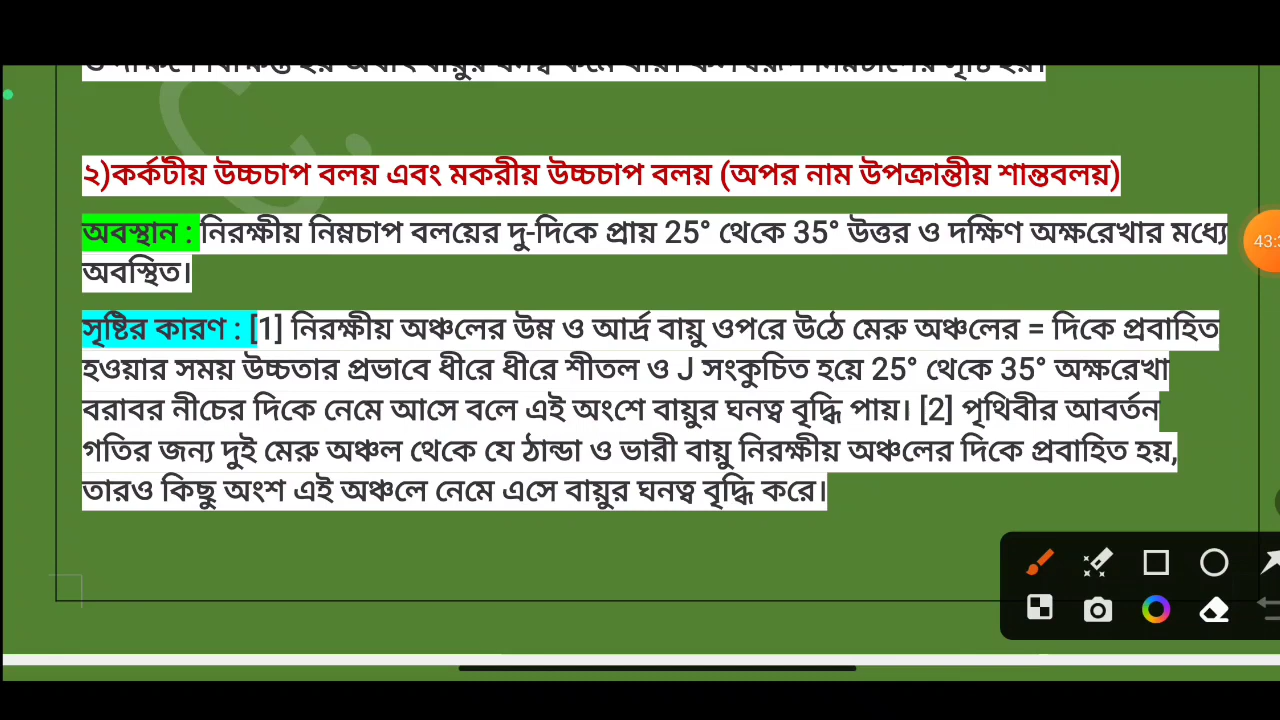 ২)কর্কটীয় উচ্চচাপ বলয় এবং মকরীয় উচ্চচাপ বলয় (অপর নাম উপক্রান্তীয় শান্তবলয়)
অবস্থান : নিরক্ষীয় নিম্নচাপ বলয়ের দু-দিকে প্রায় 25° থেকে 35° উত্তর ও দক্ষিণ অক্ষরেখার মধ্যে
অবস্থিত।
সৃষ্টির কারণ : [1] নিরক্ষীয় অঞ্চলের উম্ন ও আর্দ্র বায়ু ওপরে উঠে মেরু অঞ্চলের = দিকে প্রবাহিত
হওয়ার সময় উচ্চতার প্রভাবে ধীরে ধীরে শীতল ও J সংকুচিত হয়ে 25° থেকে 35° অক্ষরেখা
বরাবর নীচের দিকে নেমে আসে বলে এই অংশে বায়ুর ঘনত্ব বৃদ্ধি পায়। [2] পৃথিবীর আবর্তন
গতির জন্য দুই মেরু অঞ্চল থেকে যে ঠান্ডা ও ভারী বায়ু নিরক্ষীয় অঞ্চলের দিকে প্রবাহিত হয়,
তারও কিছু অংশ এই অঞ্চলে নেমে এসে বায়ুর ঘনত্ব বৃদ্ধি করে।